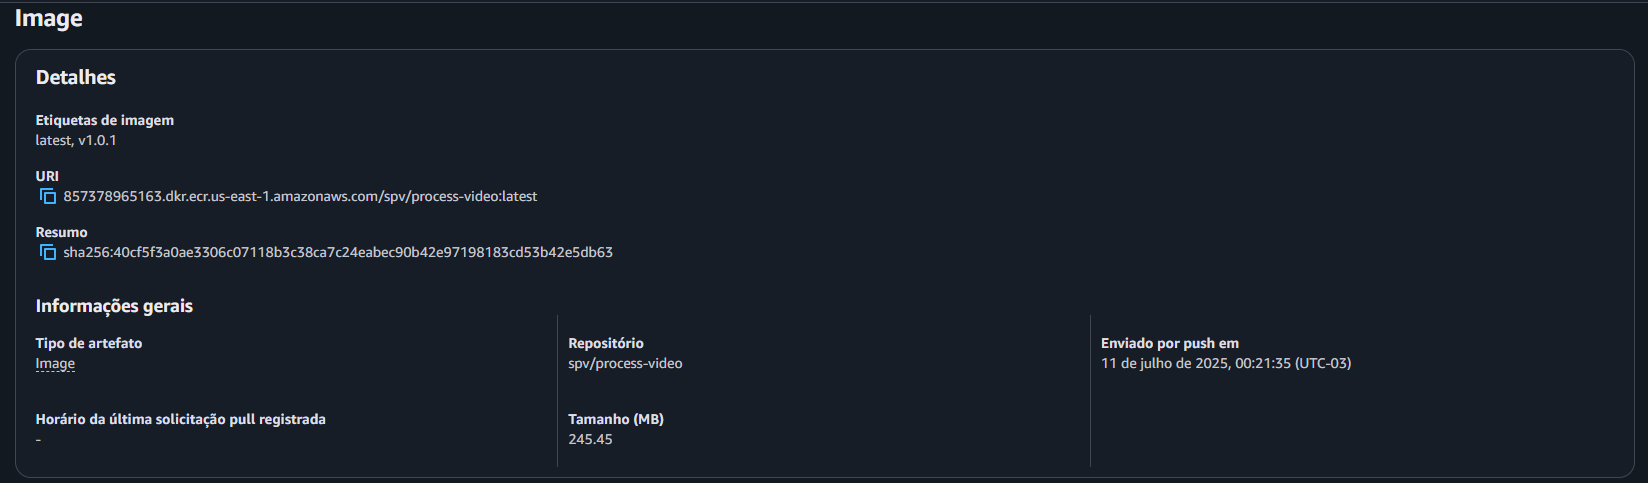 Image
Detalhes
Etiquetas de imagem
latest, v1.0.1
URI
857378965163.dkr.ecr.us-east-1.amazonaws.com/spv/process-video:latest
Resumo
sha256:40cf5f3a0ae3306c07118b3c38ca7c24eabec90b42e97198183cd53b42e5db63
Informações gerais
Tipo de artefato
Image
Repositório
spv/process-video
Enviado por push em
11 de julho de 2025, 00:21:35 (UTC-03)
Horário da última solicitação pull registrada
-
Tamanho (MB)
245.45